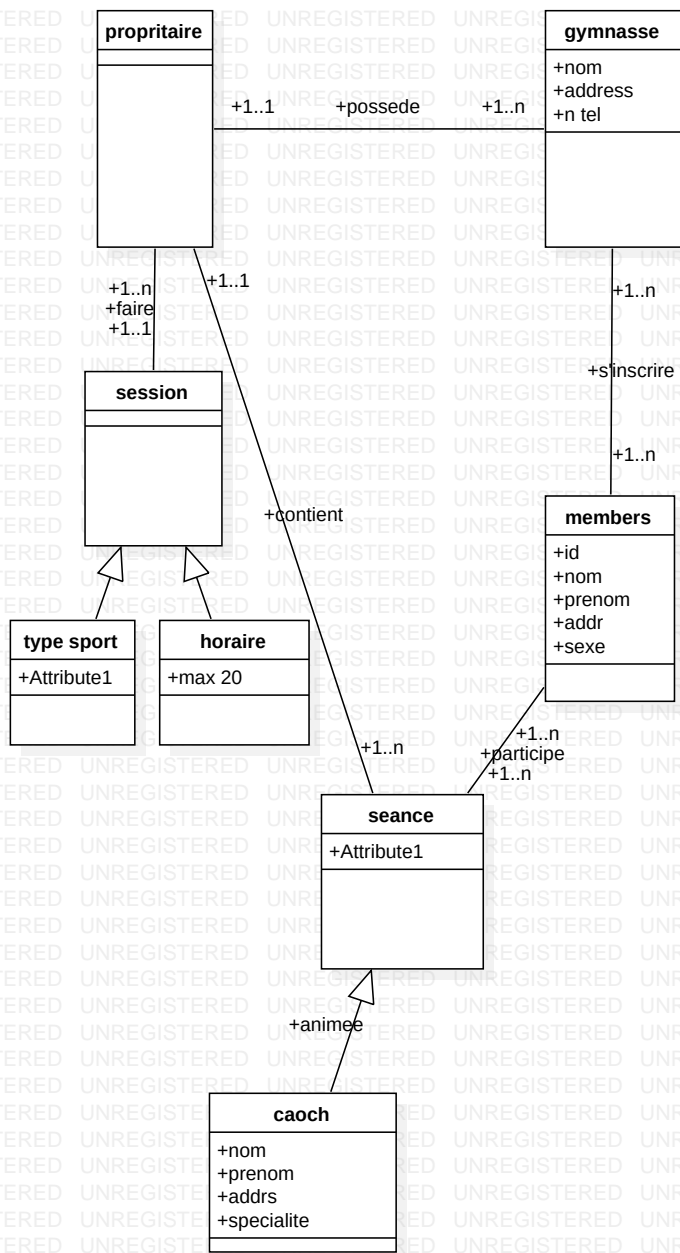 propritaire
gymnasse
+nom
+address
+n tel
+1..1
+possede
+1..n
+1..n
+faire
+1..1
+1..1
+1..n
+s'inscrire
+1..n
session
+contient
members
+id
+nom
+prenom
+addr
+sexe
type sport
+Attribute1
horaire
+max 20
+1..n
+1..n
+participe
+1..n
seance
+Attribute1
+animee
caoch
+nom
+prenom
+addrs
+specialite
UNREGISTERED